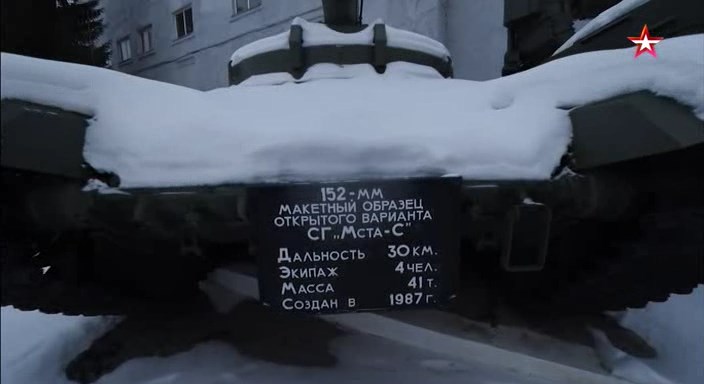 152-мм
макетный образец
открытого варианта
СГ „Мста-С"
Дальность 30 км.
Экипаж 4 чел.
Масса 41 т.
Создан в 1987 г.